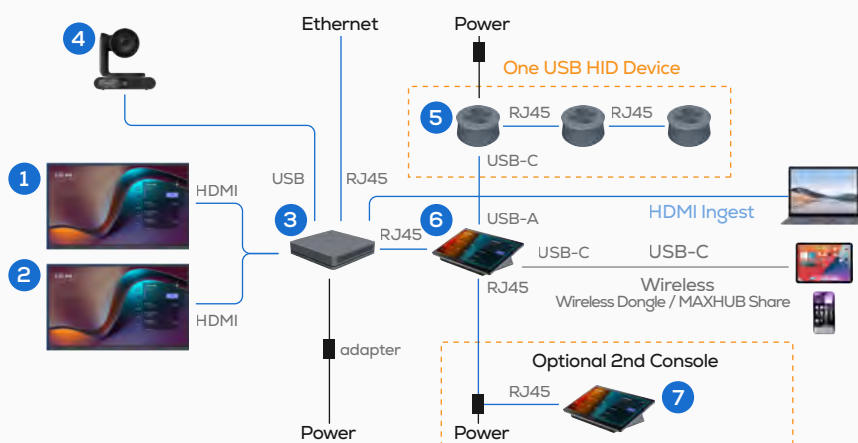 Ethernet
Power
4
One USB HID Device
5
RJ45
RJ45
USB-C
1
HDMI
USB
RJ45
3
6
USB-A
HDMI Ingest
RJ45
2
HDMI
USB-C
USB-C
RJ45
Wireless
Wireless Dongle / MAXHUB Share
adapter
Optional 2nd Console
RJ45
7
Power
Power